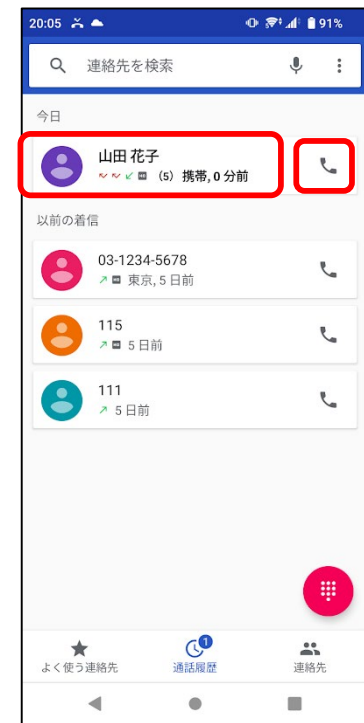 20:05 91%
連絡先を検索
今日
山田 花子
(5) 携帯, 0 分前
以前の着信
03-1234-5678
東京, 5 日前
115
5 日前
111
5 日前
1
よく使う連絡先 通話履歴 連絡先